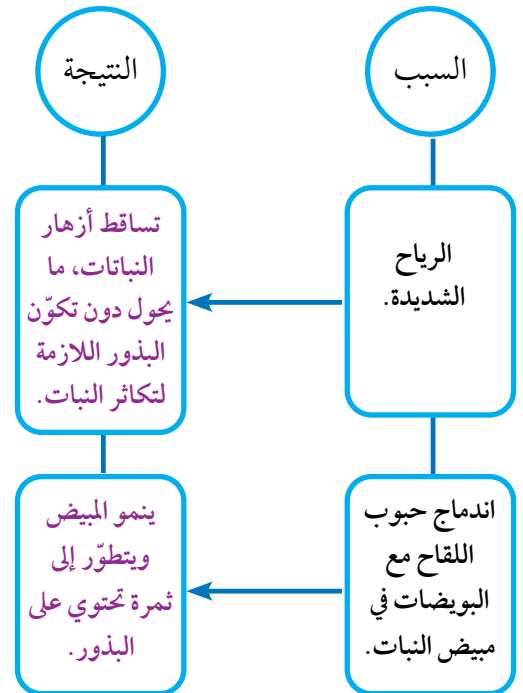 السبب
النتيجة
الرياح
الشديدة.
تساقط أزهار
النباتات، ما
يحول دون تكوّن
البذور اللازمة
لتكاثر النبات.
اندماج حبوب
اللقاح مع
البويضات في
مبيض النبات.
ينمو المبيض
ويتطوّر إلى
ثمرة تحتوي على
البذور.